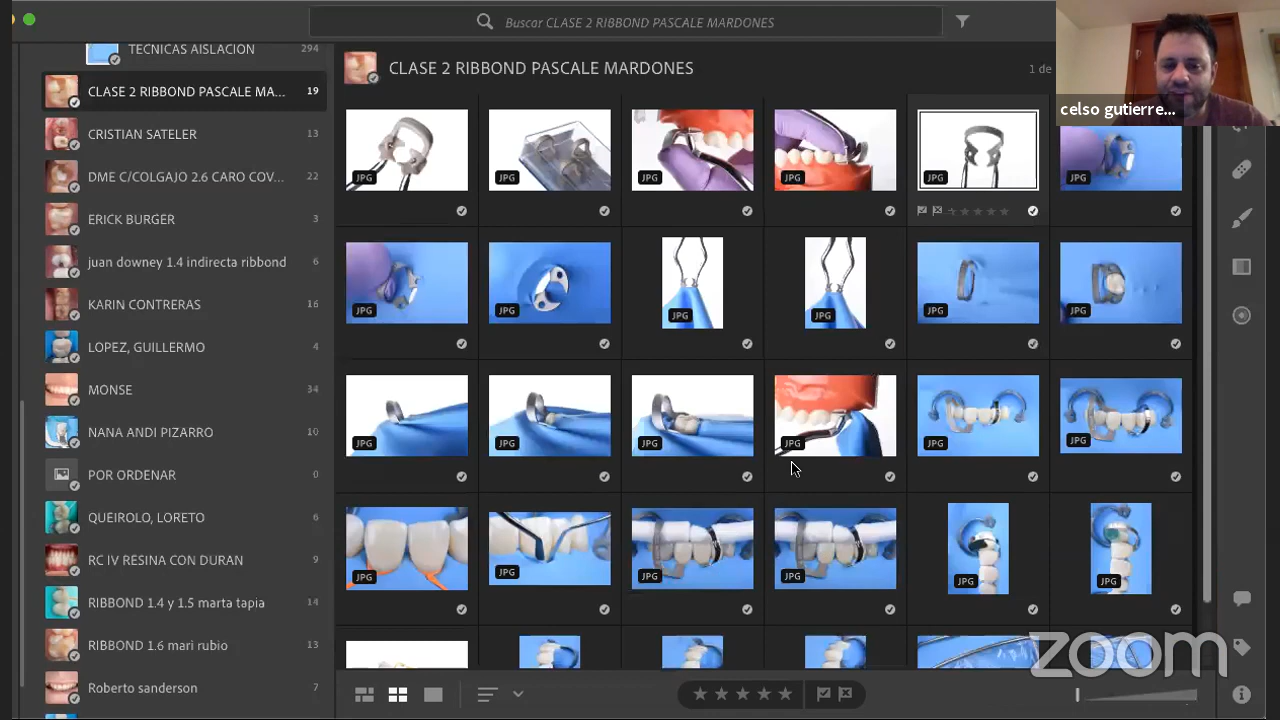 Buscar CLASE 2 RIBBOND PASCALE MARDONES
TECNICAS AISLACION 294
CLASE 2 RIBBOND PASCALE MA... 19
CRISTIAN SATELER 13
DME C/COLGAJO 2.6 CARO COV... 22
ERICK BURGER 3
juan downey 1.4 indirecta ribbond 6
KARIN CONTRERAS 16
LOPEZ, GUILLERMO 4
MONSE 34
NANA ANDI PIZARRO 10
POR ORDENAR 0
QUEIROLO, LORETO 6
RC IV RESINA CON DURAN 9
RIBBOND 1.4 y 1.5 marta tapia 14
RIBBOND 1.6 mari rubio 13
Roberto sanderson 7
CLASE 2 RIBBOND PASCALE MARDONES
1 de
celso gutierre...
JPG JPG JPG JPG JPG JPG
JPG JPG JPG JPG JPG JPG
JPG JPG JPG JPG JPG JPG
JPG JPG JPG JPG JPG JPG
zoom